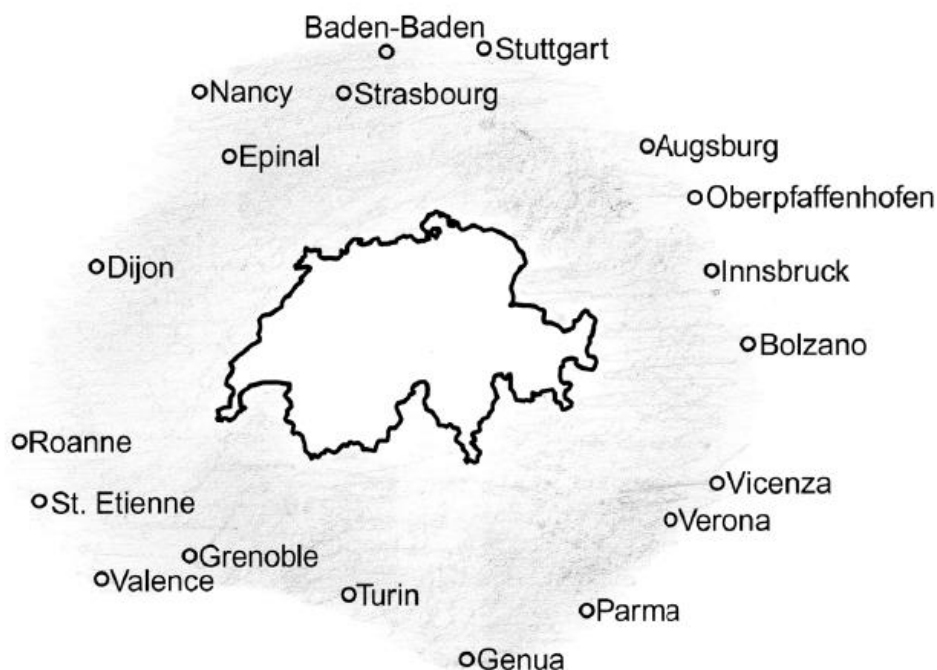 Baden-Baden
Stuttgart
Nancy
Strasbourg
Augsburg
Epinal
Oberpfaffenhofen
Dijon
Innsbruck
Bolzano
Roanne
Vicenza
St. Etienne
Verona
Grenoble
Valence
Turin
Parma
Genua